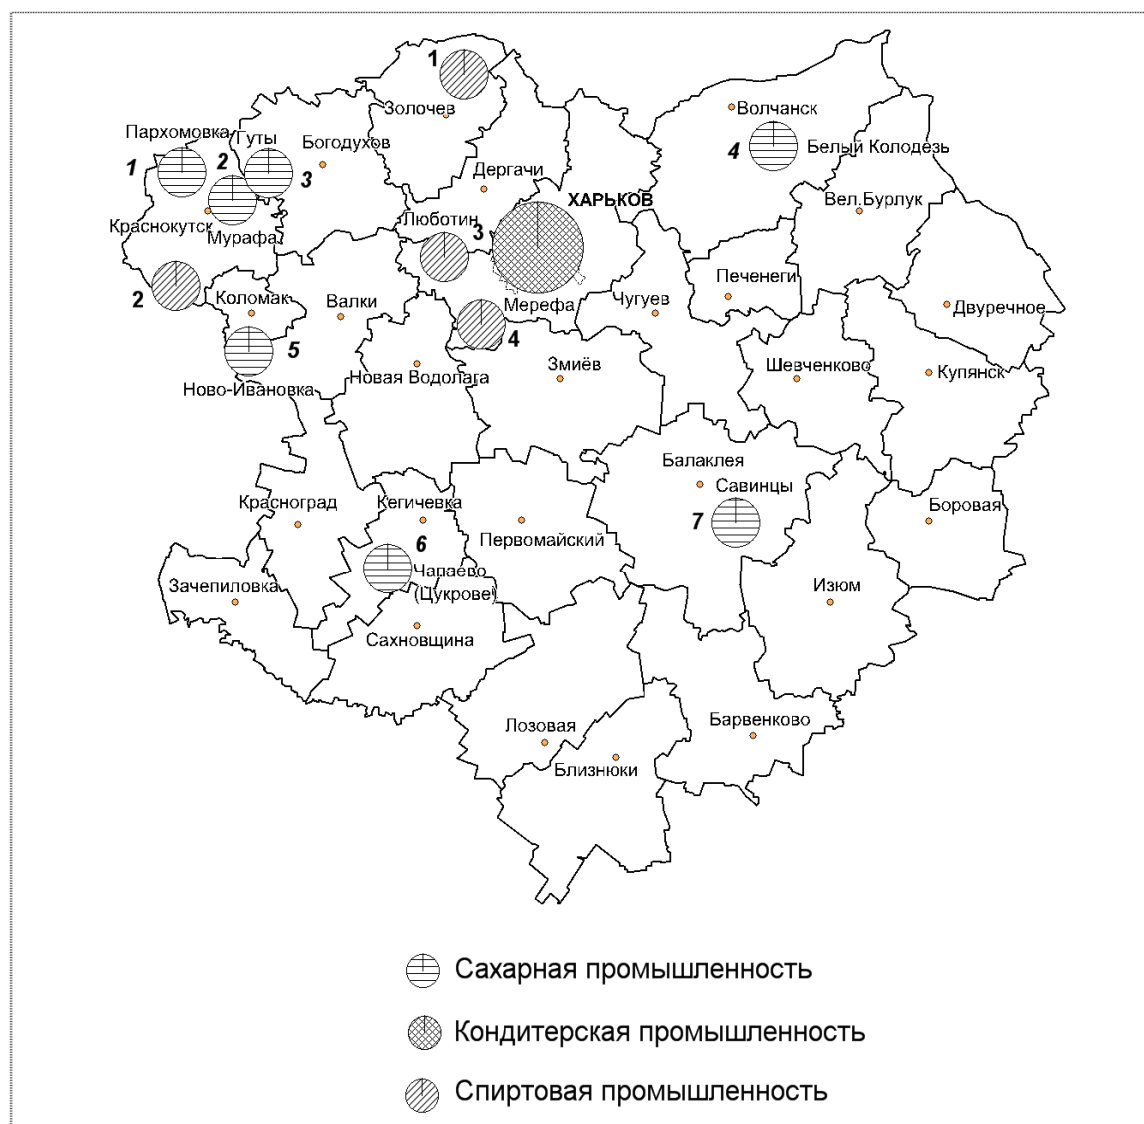 1
Золочев
Волчанск
4
Белый Колодезь
Пархомовка
Гуты
Богодухов
1
2
3
Дергачи
ХАРЬКОВ
Вел.Бурлук
Краснокутск
Мурафа
Люботин
3
2
Коломак
Валки
Мерефа
Чугуев
Печенеги
Двуречное
4
5
Ново-Ивановка
Новая Водолага
Змиёв
Шевченково
Купянск
Балаклея
Савинцы
7
Боровая
Красноград
Кегичевка
6
Первомайский
Чапаево
(Цукрове)
Зачепиловка
Изюм
Сахновщина
Лозовая
Барвенково
Близнюки
Сахарная промышленность
Кондитерская промышленность
Спиртовая промышленность